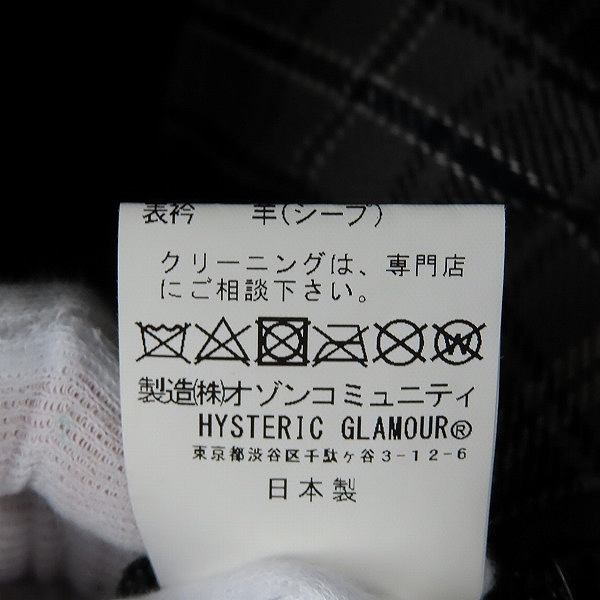 表衿 羊(シープ)
クリーニングは、専門店
にご相談下さい。
W
製造(株)オゾンコミュニティ
HYSTERIC GLAMOUR®
東京都渋谷区千駄ヶ谷3-12-6
日本製